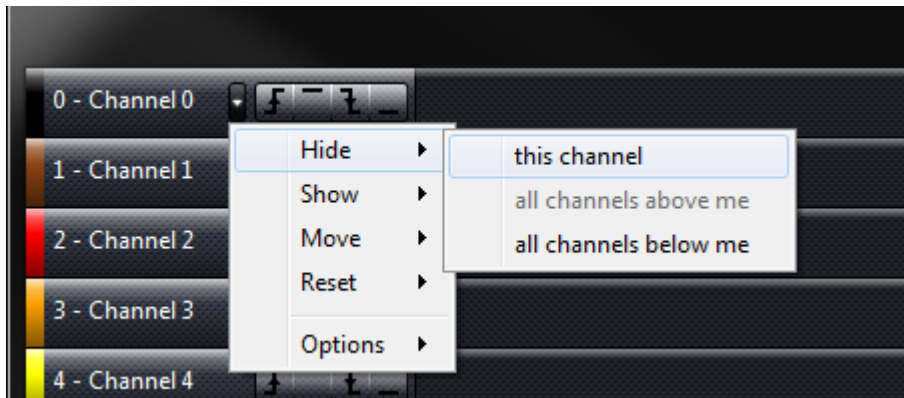 0 - Channel 0
1 - Channel 1
2 - Channel 2
3 - Channel 3
4 - Channel 4
Hide
Show
Move
Reset
Options
this channel
all channels above me
all channels below me